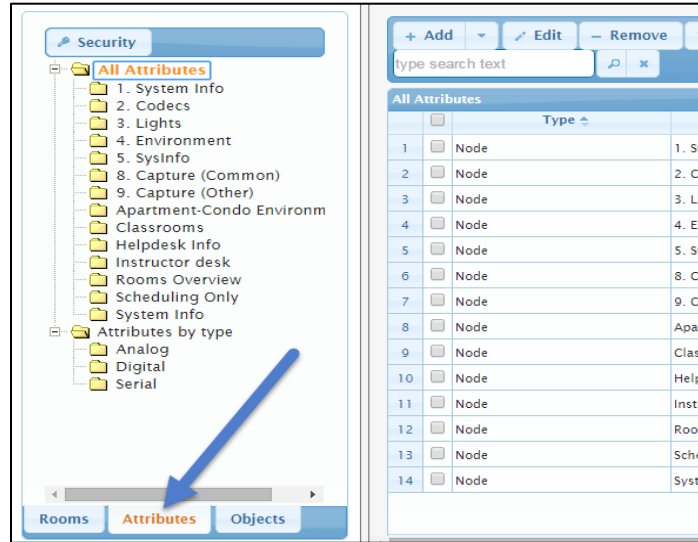 Security
All Attributes
1. System Info
2. Codecs
3. Lights
4. Environment
5. SysInfo
8. Capture (Common)
9. Capture (Other)
Apartment-Condo Environm
Classrooms
Helpdesk Info
Instructor desk
Rooms Overview
Scheduling Only
System Info
Attributes by type
Analog
Digital
Serial
Rooms Attributes Objects
+ Add Edit − Remove
type search text
All Attributes
Type
1 Node 1. S
2 Node 2. C
3 Node 3. L
4 Node 4. E
5 Node 5. S
6 Node 8. C
7 Node 9. C
8 Node Apa
9 Node Clas
10 Node Help
11 Node Inst
12 Node Roo
13 Node Sche
14 Node Syst